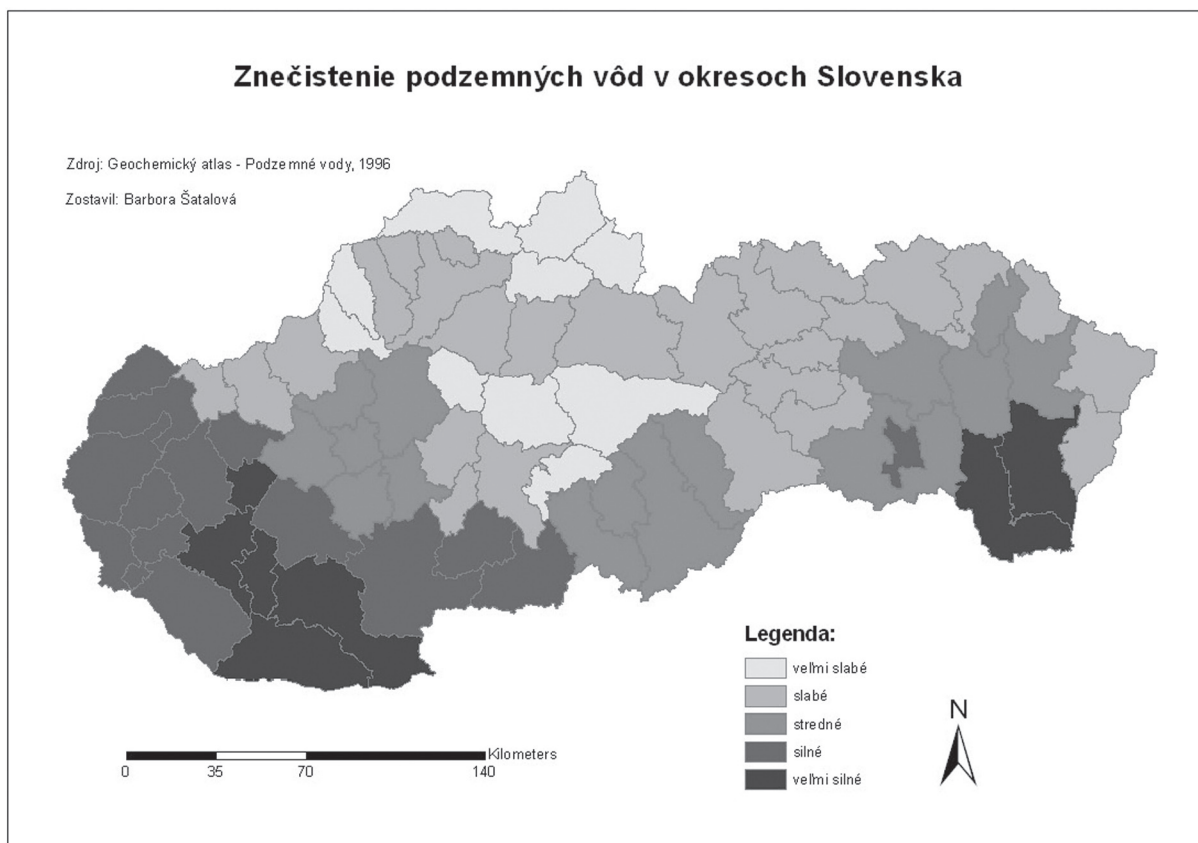 Znečistenie podzemných vôd v okresoch Slovenska
Zdroj: Geochemický atlas - Podzemné vody, 1996
Zostavil: Barbora Šatalová
Legenda:
veľmi slabé
slabé
stredné
silné
veľmi silné
N
Kilometers
0 35 70 140